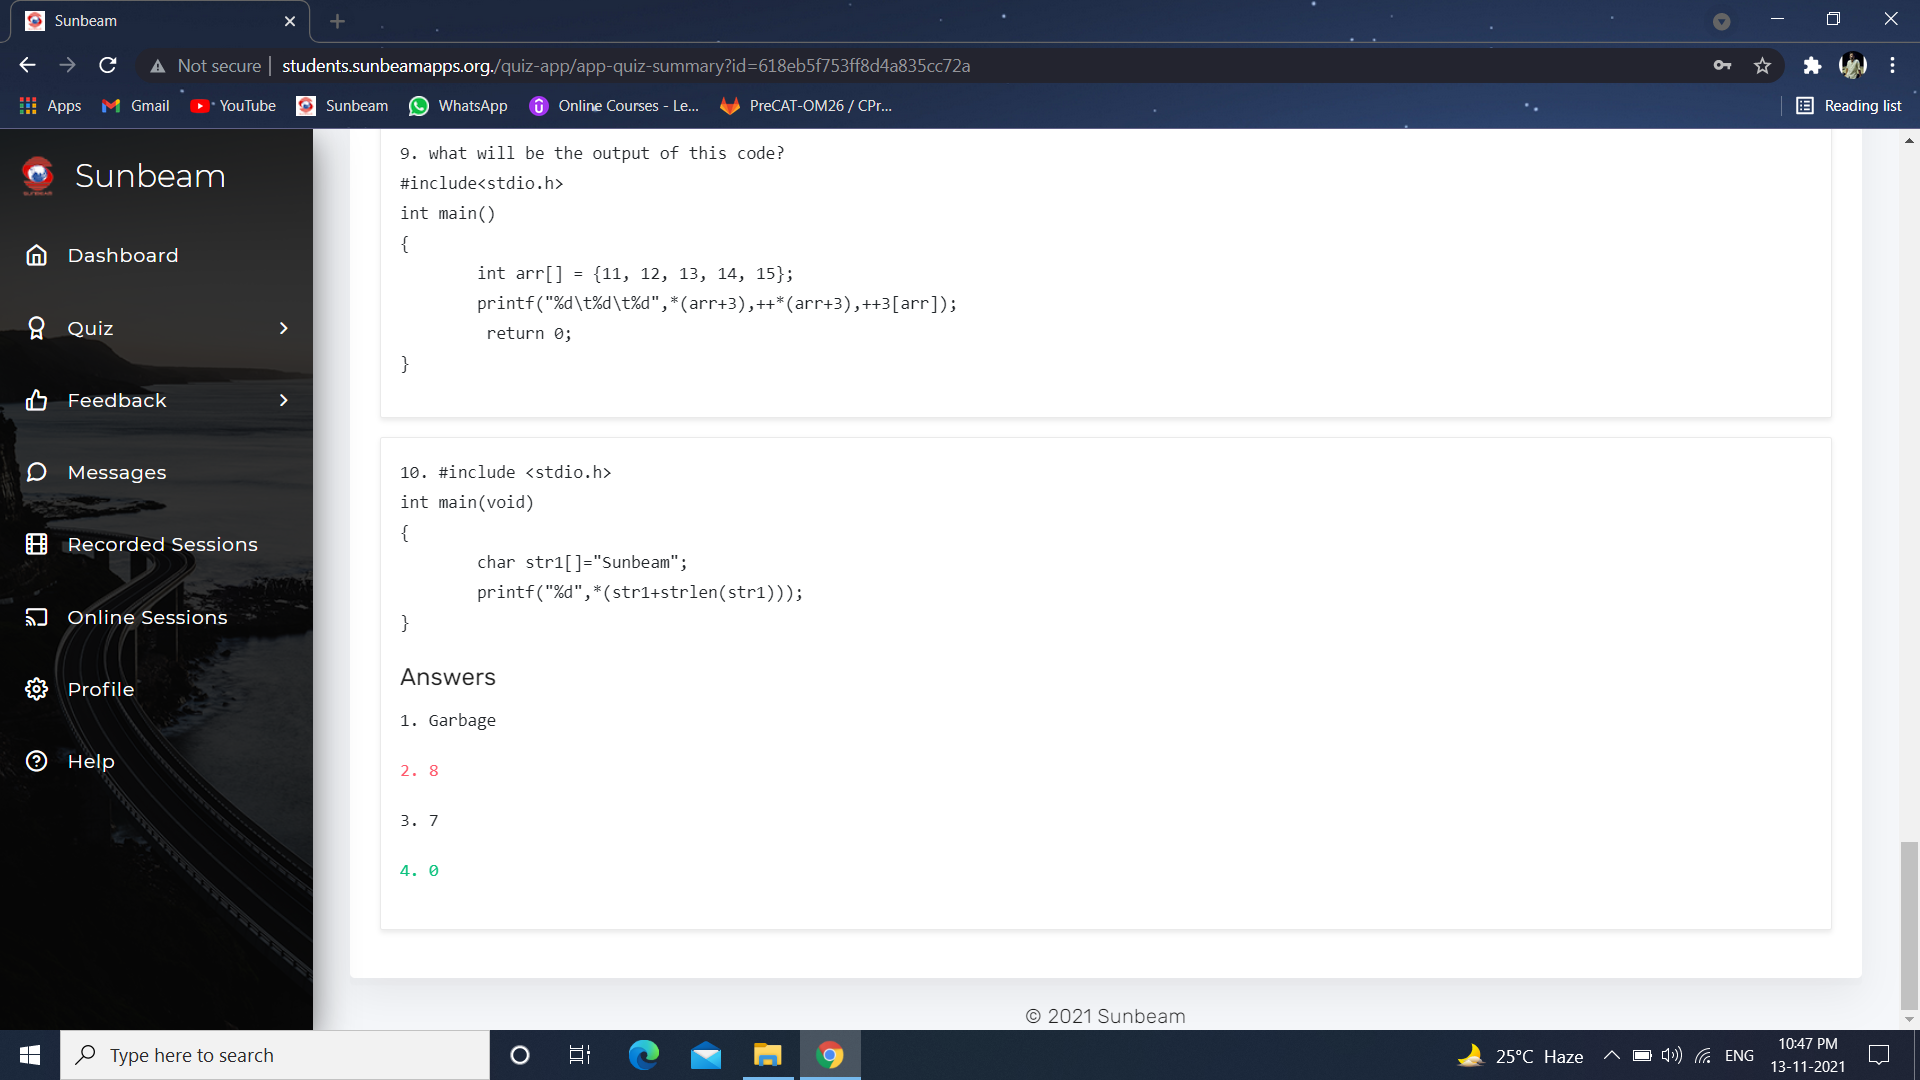 Sunbeam
Not secure
students.sunbeamapps.org./quiz-app/app-quiz-summary?id=618eb5f753ff8d4a835cc72a
Apps
Gmail
YouTube
Sunbeam
WhatsApp
Online Courses - Le...
PreCAT-OM26 / CPr...
Reading list
Sunbeam
Dashboard
Quiz
Feedback
Messages
Recorded Sessions
Online Sessions
Profile
Help
9. what will be the output of this code?
#include<stdio.h>
int main()
{
int arr[] = {11, 12, 13, 14, 15};
printf("%d\t%d\t%d",*(arr+3),++*(arr+3),++3[arr]);
return 0;
}
10. #include <stdio.h>
int main(void)
{
char str1[]="Sunbeam";
printf("%d",*(str1+strlen(str1)));
}
Answers
1. Garbage
2. 8
3. 7
4. 0
© 2021 Sunbeam
Type here to search
25°C Haze
ENG
10:47 PM
13-11-2021